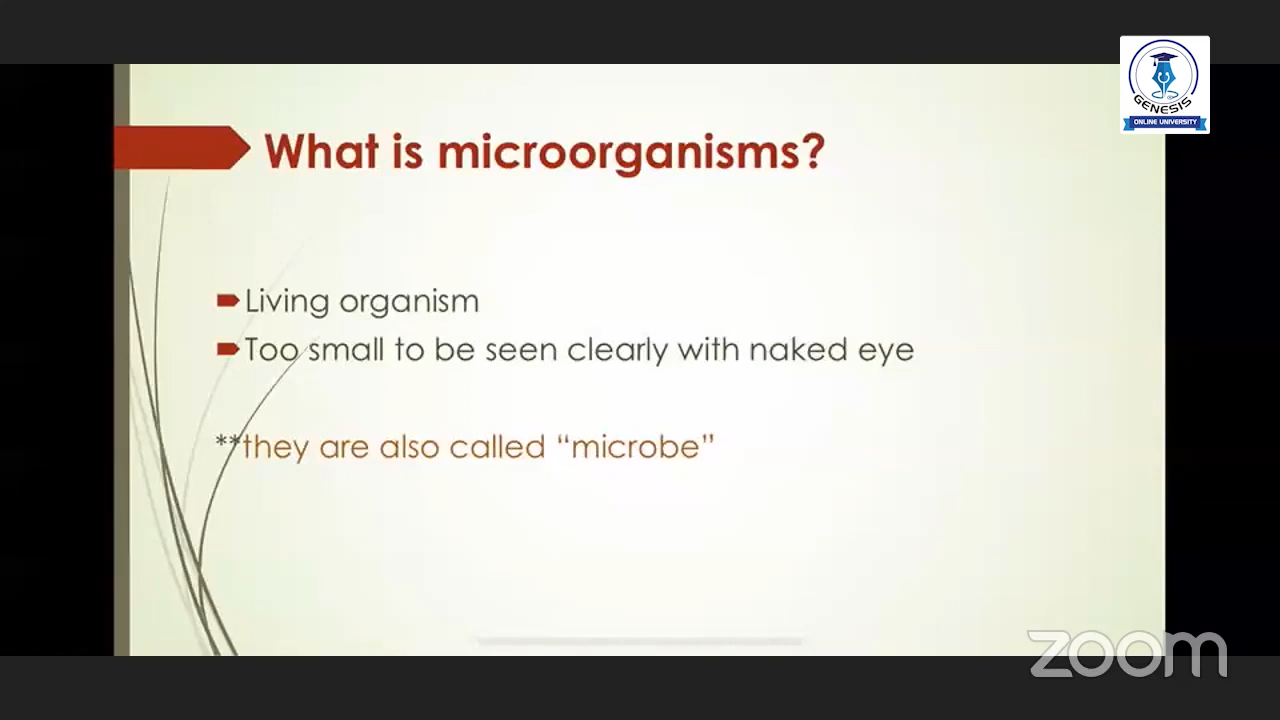 GENESIS
ONLINE UNIVERSITY
What is microorganisms?
Living organism
Too small to be seen clearly with naked eye
**they are also called “microbe”
zoom